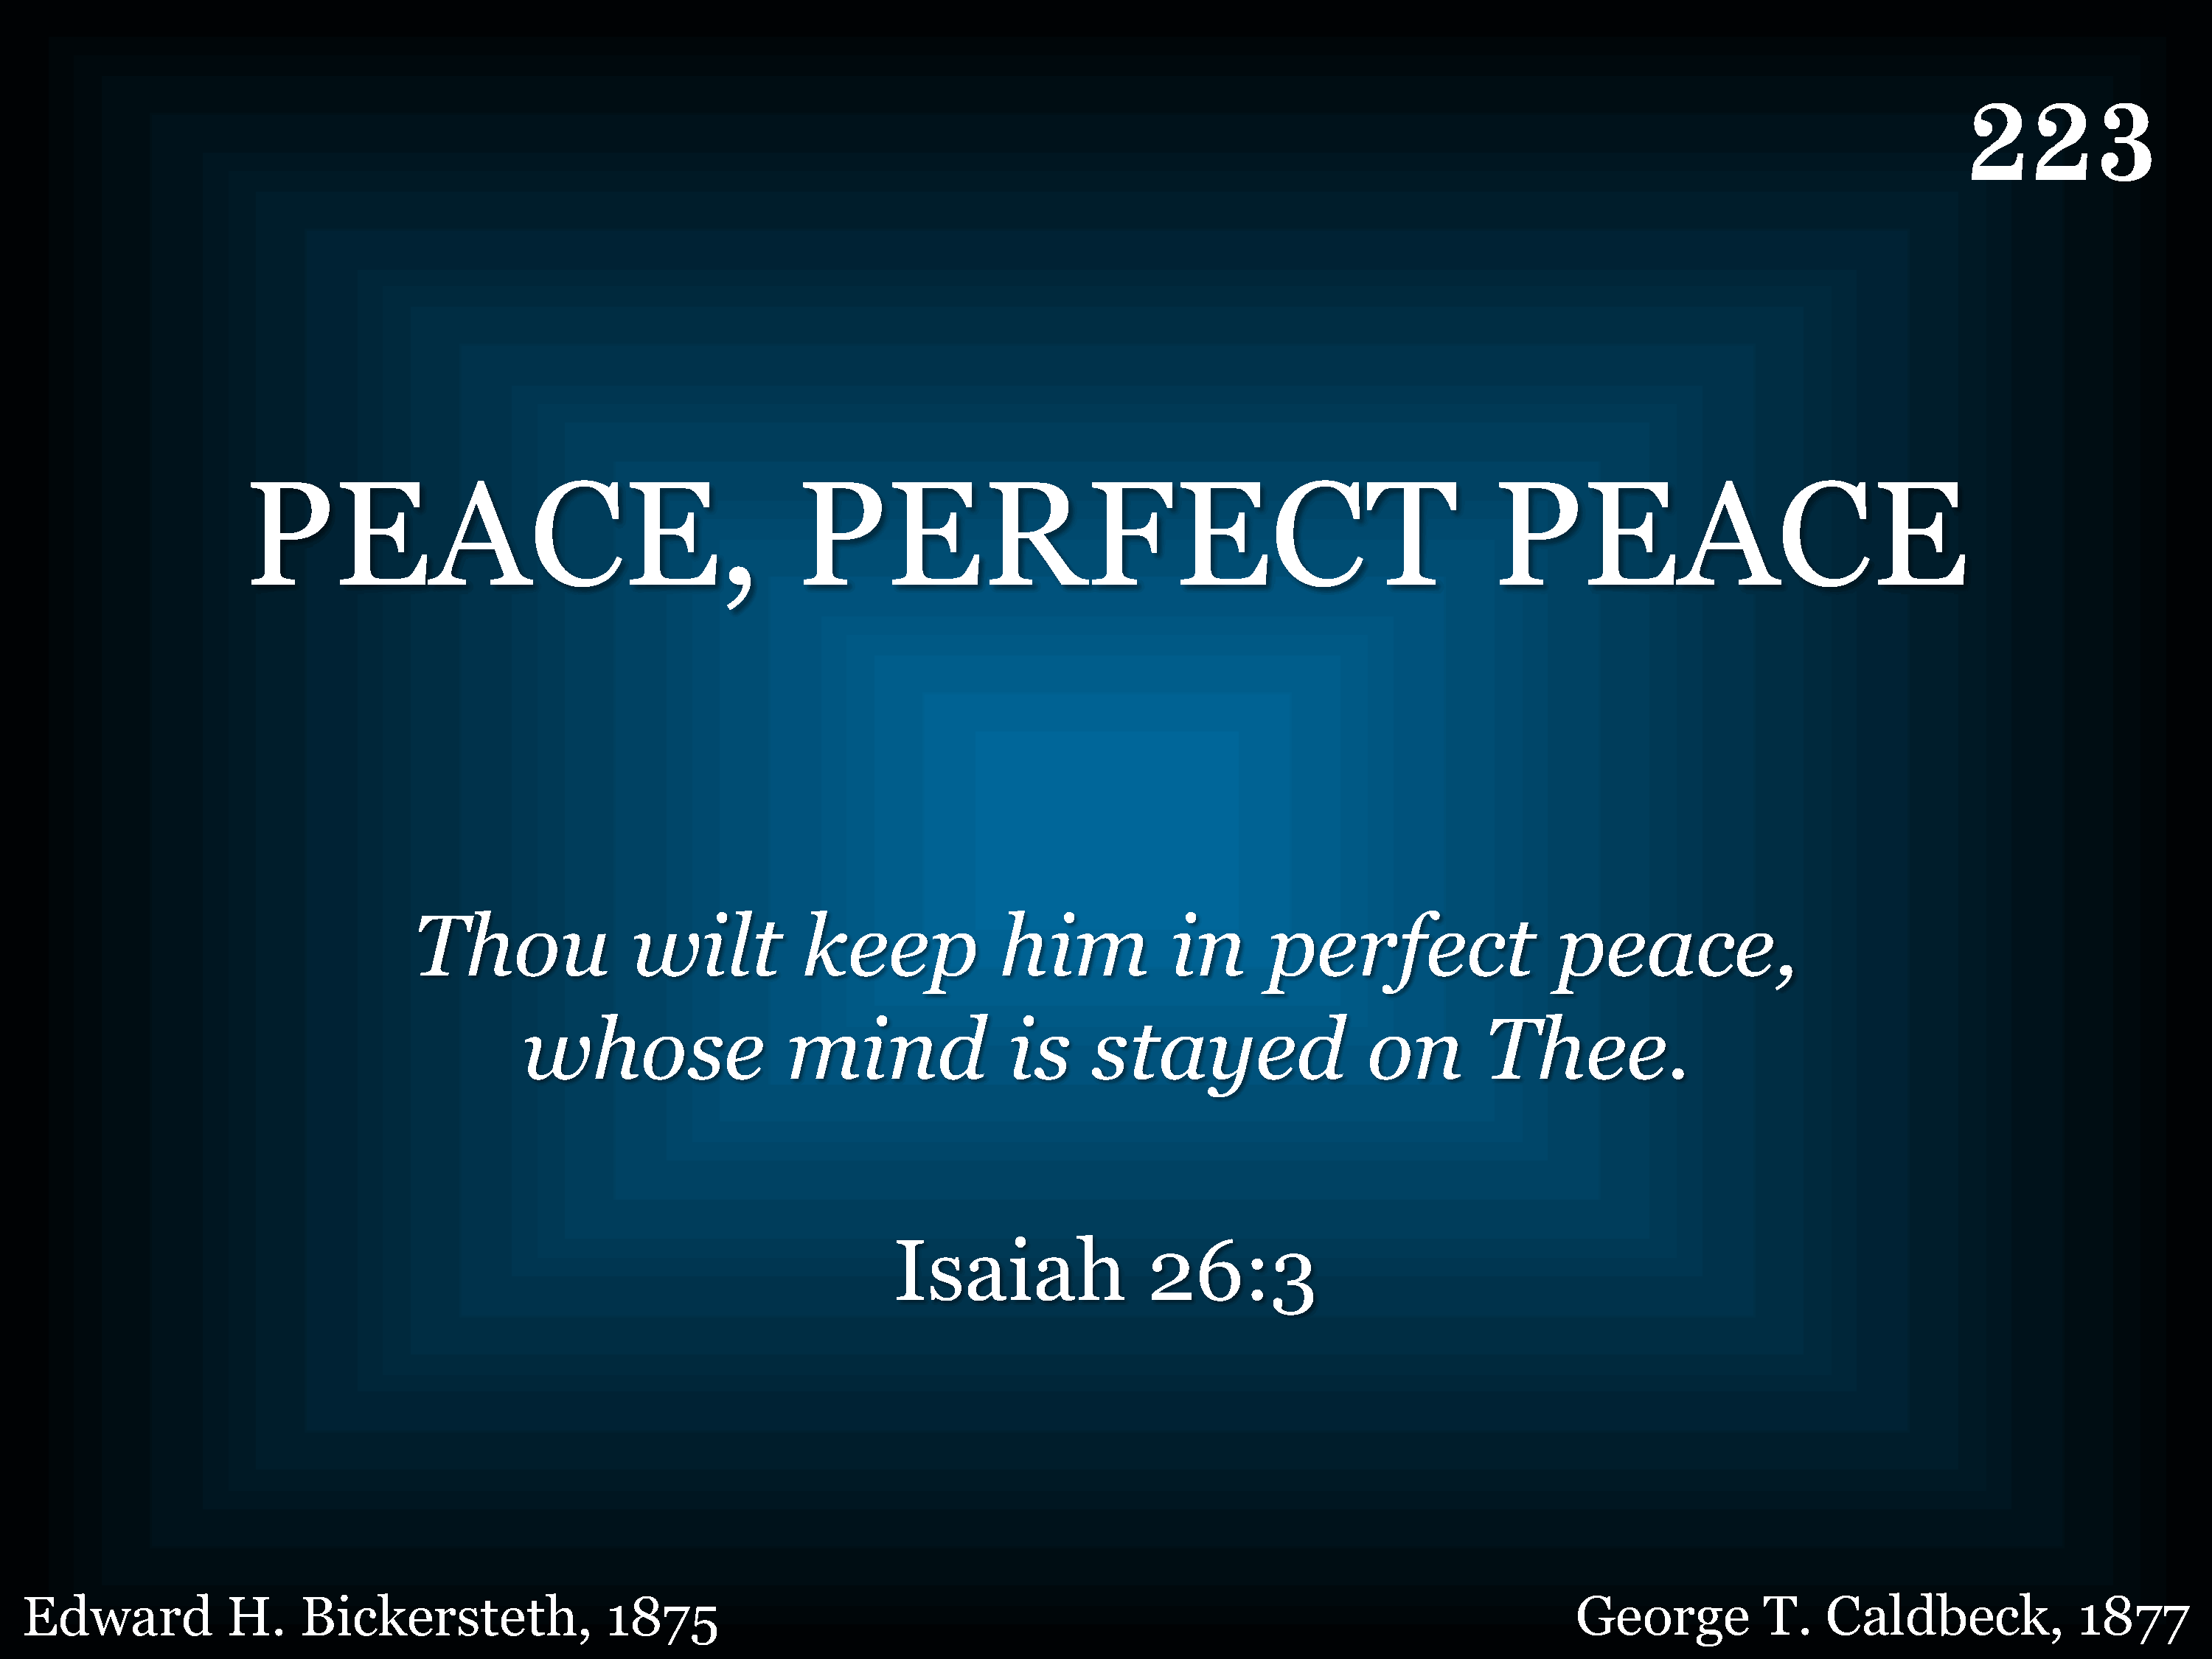 223
PEACE, PERFECT PEACE
Thou wilt keep him in perfect peace,
whose mind is stayed on Thee.
Isaiah 26:3
Edward H. Bickersteth, 1875
George T. Caldbeck, 1877